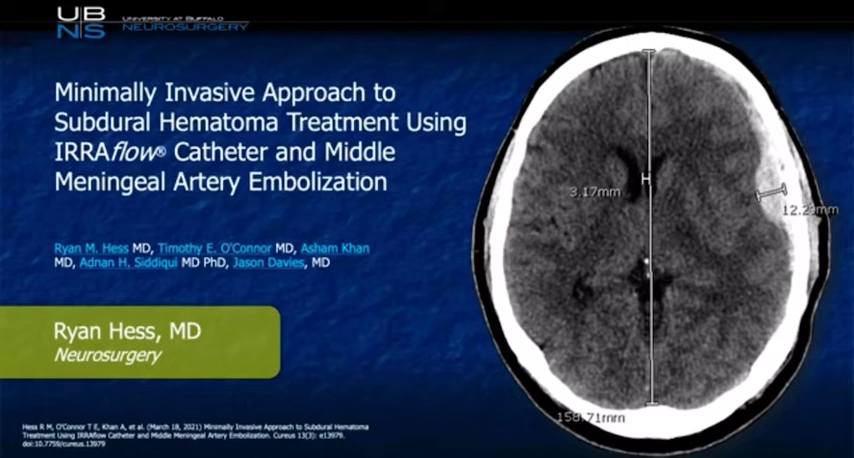 UB
NS
UNIVERSITY AT BUFFALO
NEUROSURGERY
Minimally Invasive Approach to
Subdural Hematoma Treatment Using
IRRAflow® Catheter and Middle
Meningeal Artery Embolization
Ryan M. Hess MD, Timothy E. O'Connor MD, Asham Khan
MD, Adnan H. Siddiqui MD PhD, Jason Davies, MD
Ryan Hess, MD
Neurosurgery
Hess R M, O'Connor T E, Khan A, et al. (March 18, 2021) Minimally Invasive Approach to Subdural Hematoma
Treatment Using IRRAflow Catheter and Middle Meningeal Artery Embolization. Cureus 13(3): e13979.
doi:10.7759/cureus.13979
3.17mm
12.29mm
158.71mm